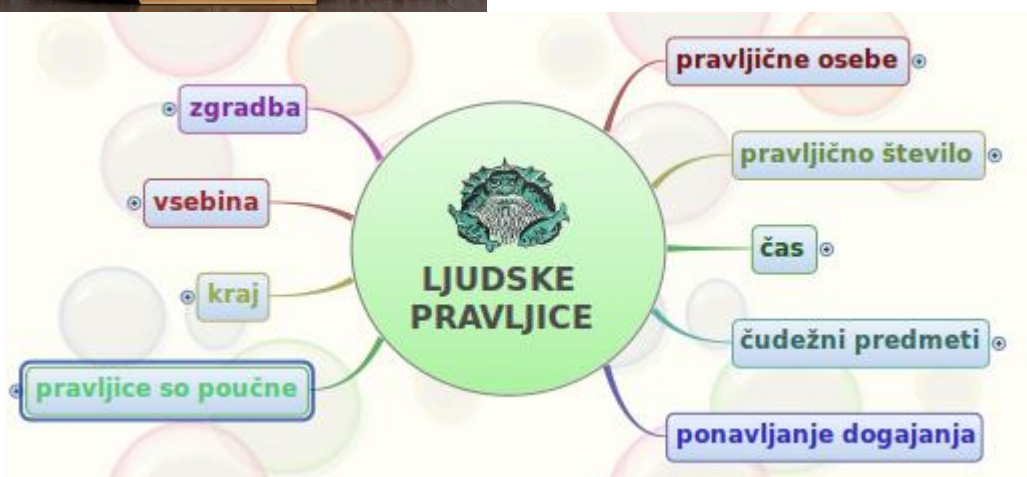 LJUDSKE
PRAVLJICE
pravljične osebe
pravljično število
čas
čudežni predmeti
ponavljanje dogajanja
zgradba
vsebina
kraj
pravljice so poučne